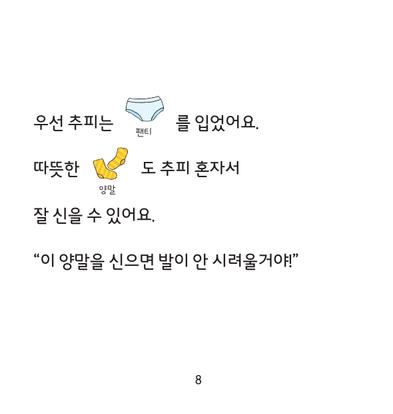 우선 추피는 팬티 를 입었어요.
따뜻한 양말 도 추피 혼자서
잘 신을 수 있어요.
“이 양말을 신으면 발이 안 시려울거야!”
8